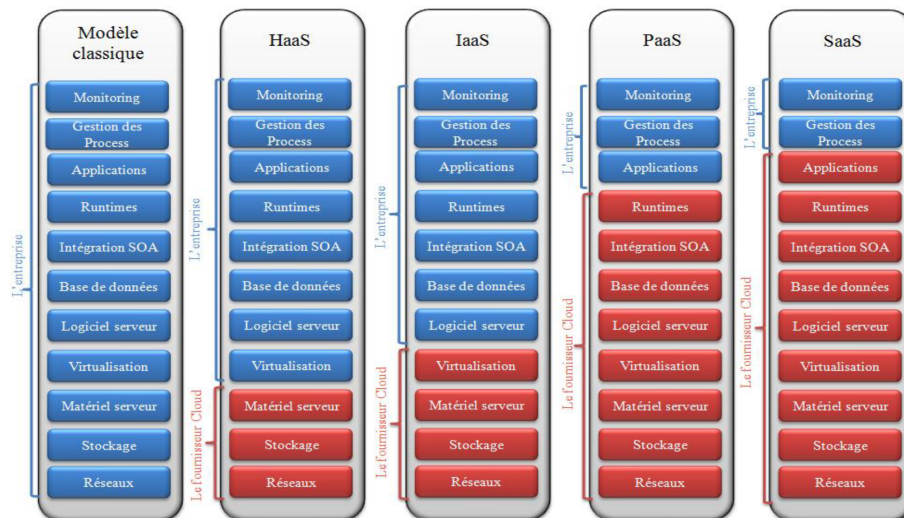 Modèle
classique
L'entreprise
Monitoring
Gestion des
Process
Applications
Runtimes
Intégration SOA
Base de données
Logiciel serveur
Virtualisation
Matériel serveur
Stockage
Réseaux
HaaS
L'entreprise
Monitoring
Gestion des
Process
Applications
Runtimes
Intégration SOA
Base de données
Logiciel serveur
Virtualisation
Le fournisseur Cloud
Matériel serveur
Stockage
Réseaux
IaaS
L'entreprise
Monitoring
Gestion des
Process
Applications
Runtimes
Intégration SOA
Base de données
Logiciel serveur
Le fournisseur Cloud
Virtualisation
Matériel serveur
Stockage
Réseaux
PaaS
L'entreprise
Monitoring
Gestion des
Process
Applications
Le fournisseur Cloud
Runtimes
Intégration SOA
Base de données
Logiciel serveur
Virtualisation
Matériel serveur
Stockage
Réseaux
SaaS
L'entreprise
Monitoring
Gestion des
Process
Le fournisseur Cloud
Applications
Runtimes
Intégration SOA
Base de données
Logiciel serveur
Virtualisation
Matériel serveur
Stockage
Réseaux